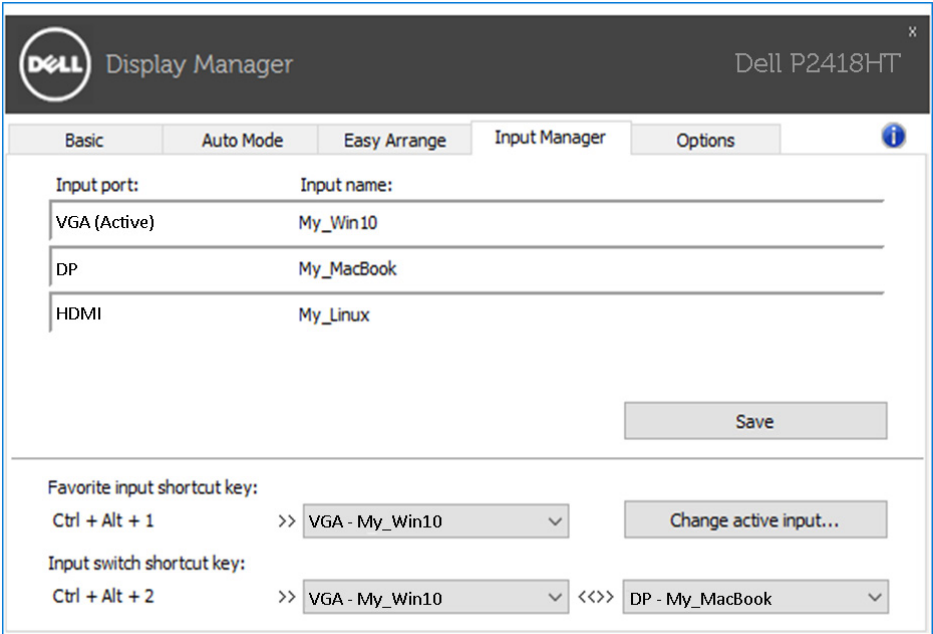 DELL Display Manager Dell P2418HT x
Basic Auto Mode Easy Arrange Input Manager Options i
Input port: Input name:
VGA (Active) My_Win10
DP My_MacBook
HDMI My_Linux
Save
Favorite input shortcut key:
Ctrl + Alt + 1 >> VGA - My_Win10 Change active input...
Input switch shortcut key:
Ctrl + Alt + 2 >> VGA - My_Win10 <<>> DP - My_MacBook